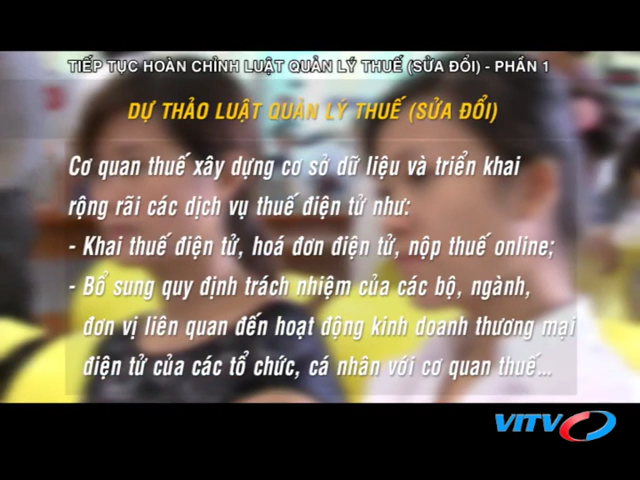 TIẾP TỤC HOÀN CHỈNH LUẬT QUẢN LÝ THUẾ (SỬA ĐỔI) - PHẦN 1
DỰ THẢO LUẬT QUẢN LÝ THUẾ (SỬA ĐỔI)
Cơ quan thuế xây dựng cơ sở dữ liệu và triển khai
rộng rãi các dịch vụ thuế điện tử như:
- Khai thuế điện tử, hoá đơn điện tử, nộp thuế online;
- Bổ sung quy định trách nhiệm của các bộ, ngành,
đơn vị liên quan đến hoạt động kinh doanh thương mại
điện tử của các tổ chức, cá nhân với cơ quan thuế...
VITV